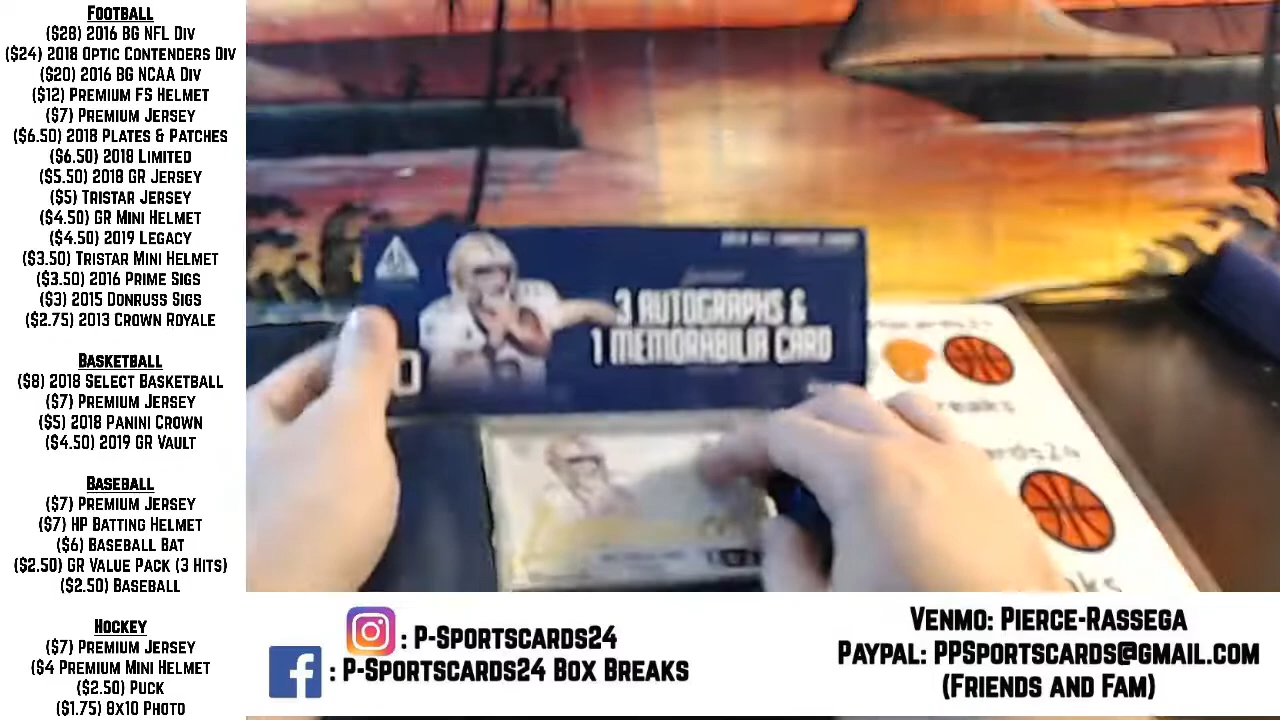 Football
($28) 2016 BG NFL Div
($24) 2018 Optic Contenders Div
($20) 2016 BG NCAA Div
($12) Premium FS Helmet
($7) Premium Jersey
($6.50) 2018 Plates & Patches
($6.50) 2018 Limited
($5.50) 2018 GR Jersey
($5) Tristar Jersey
($4.50) GR Mini Helmet
($4.50) 2019 Legacy
($3.50) Tristar Mini Helmet
($3.50) 2016 Prime Sigs
($3) 2015 Donruss Sigs
($2.75) 2013 Crown Royale
Basketball
($8) 2018 Select Basketball
($7) Premium Jersey
($5) 2018 Panini Crown
($4.50) 2019 GR Vault
Baseball
($7) Premium Jersey
($7) HP Batting Helmet
($6) Baseball Bat
($2.50) GR Value Pack (3 Hits)
($2.50) Baseball
Hockey
($7) Premium Jersey
($4 Premium Mini Helmet
($2.50) Puck
($1.75) 8x10 Photo
3 AUTOGRAPHS &
1 MEMORABILIA CARD
: P-Sportscards24
: P-Sportscards24 Box Breaks
Venmo: Pierce-Rassega
Paypal: PPSportscards@gmail.com
(Friends and Fam)